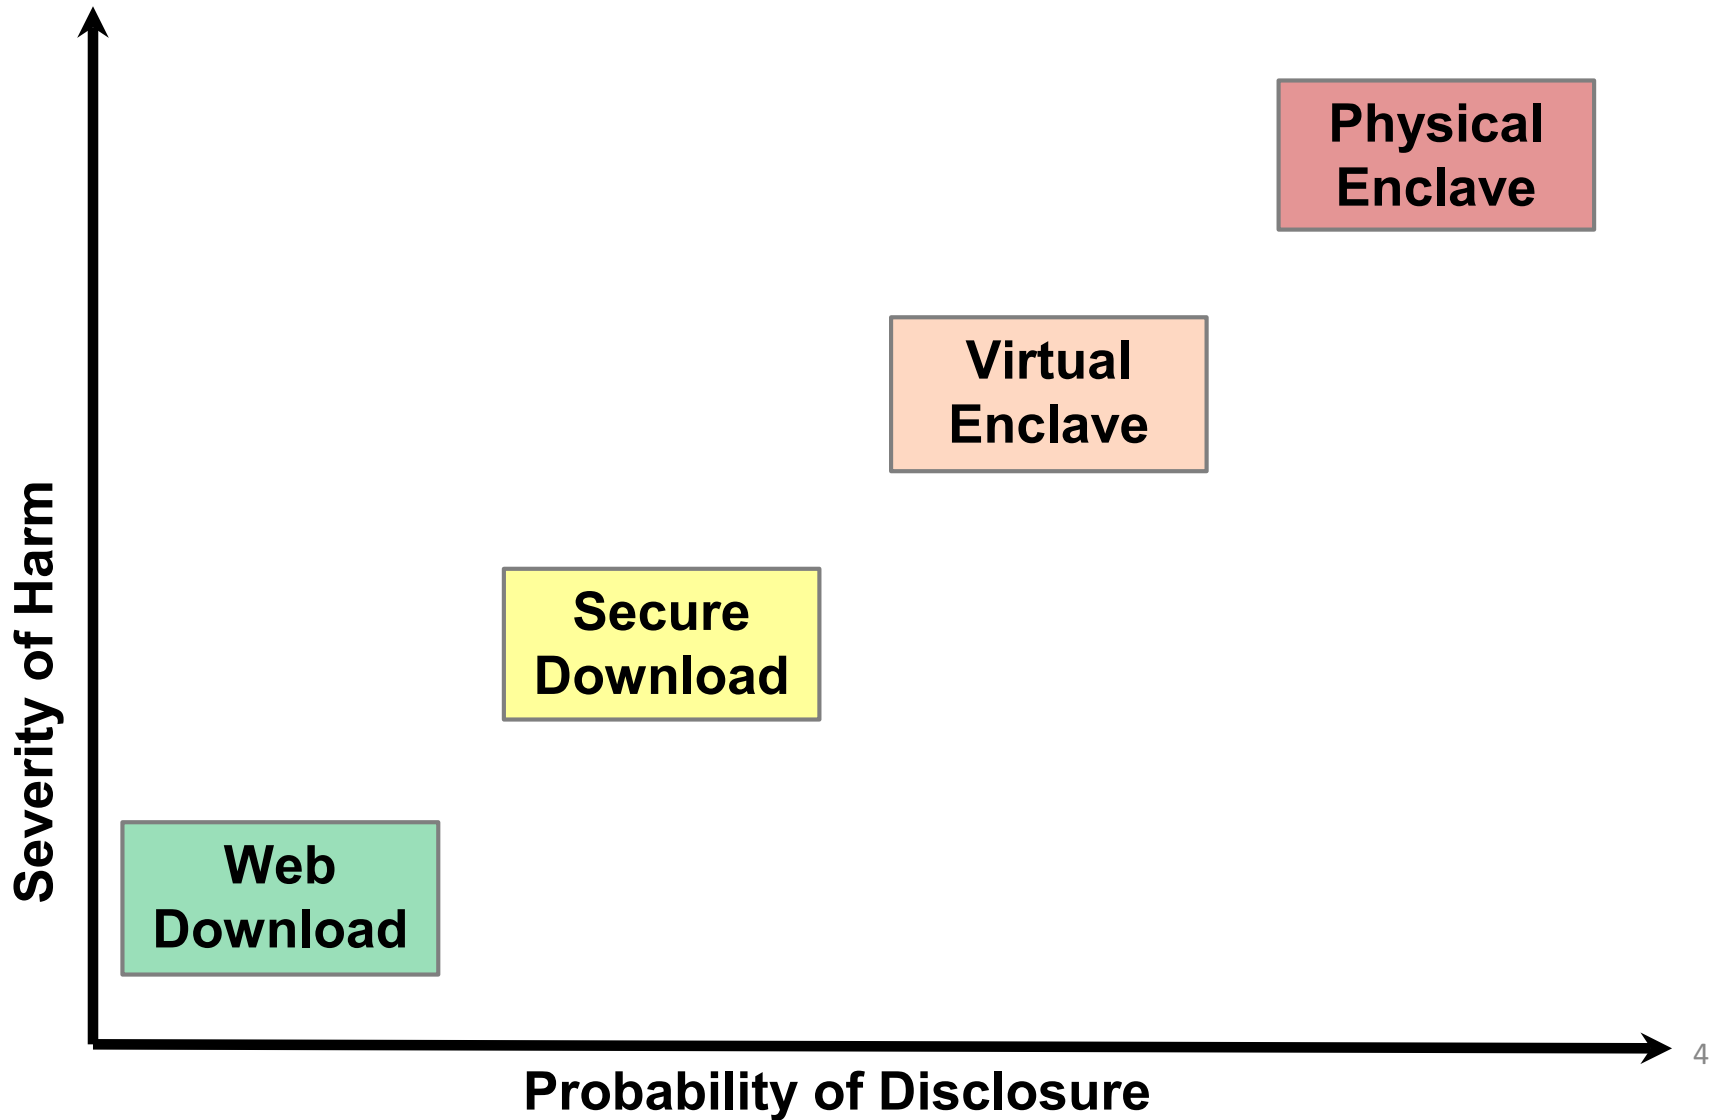 Physical
Enclave
Virtual
Enclave
Secure
Download
Web
Download
Severity of Harm
Probability of Disclosure
4